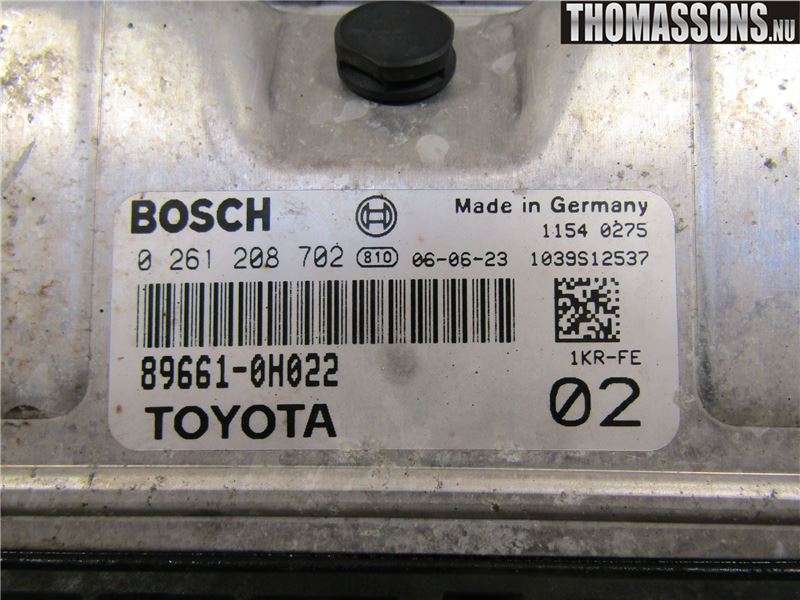 THOMASSONS.NU
BOSCH
Made in Germany
1154 0275
0 261 208 702 810 06-06-23 1039S12537
89661-0H022
1KR-FE
TOYOTA
02